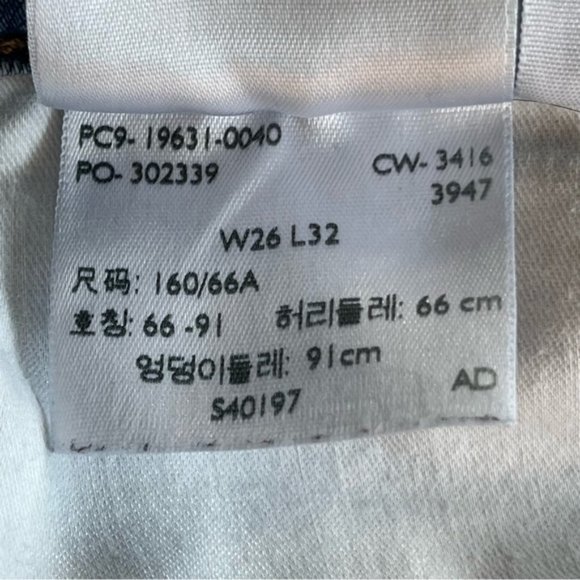 PC9- 19631-0040
PO- 302339
CW- 3416
3947
W26 L32
尺码: 160/66A
호칭: 66 -91 허리둘레: 66 cm
엉덩이둘레: 91cm
S40197
AD